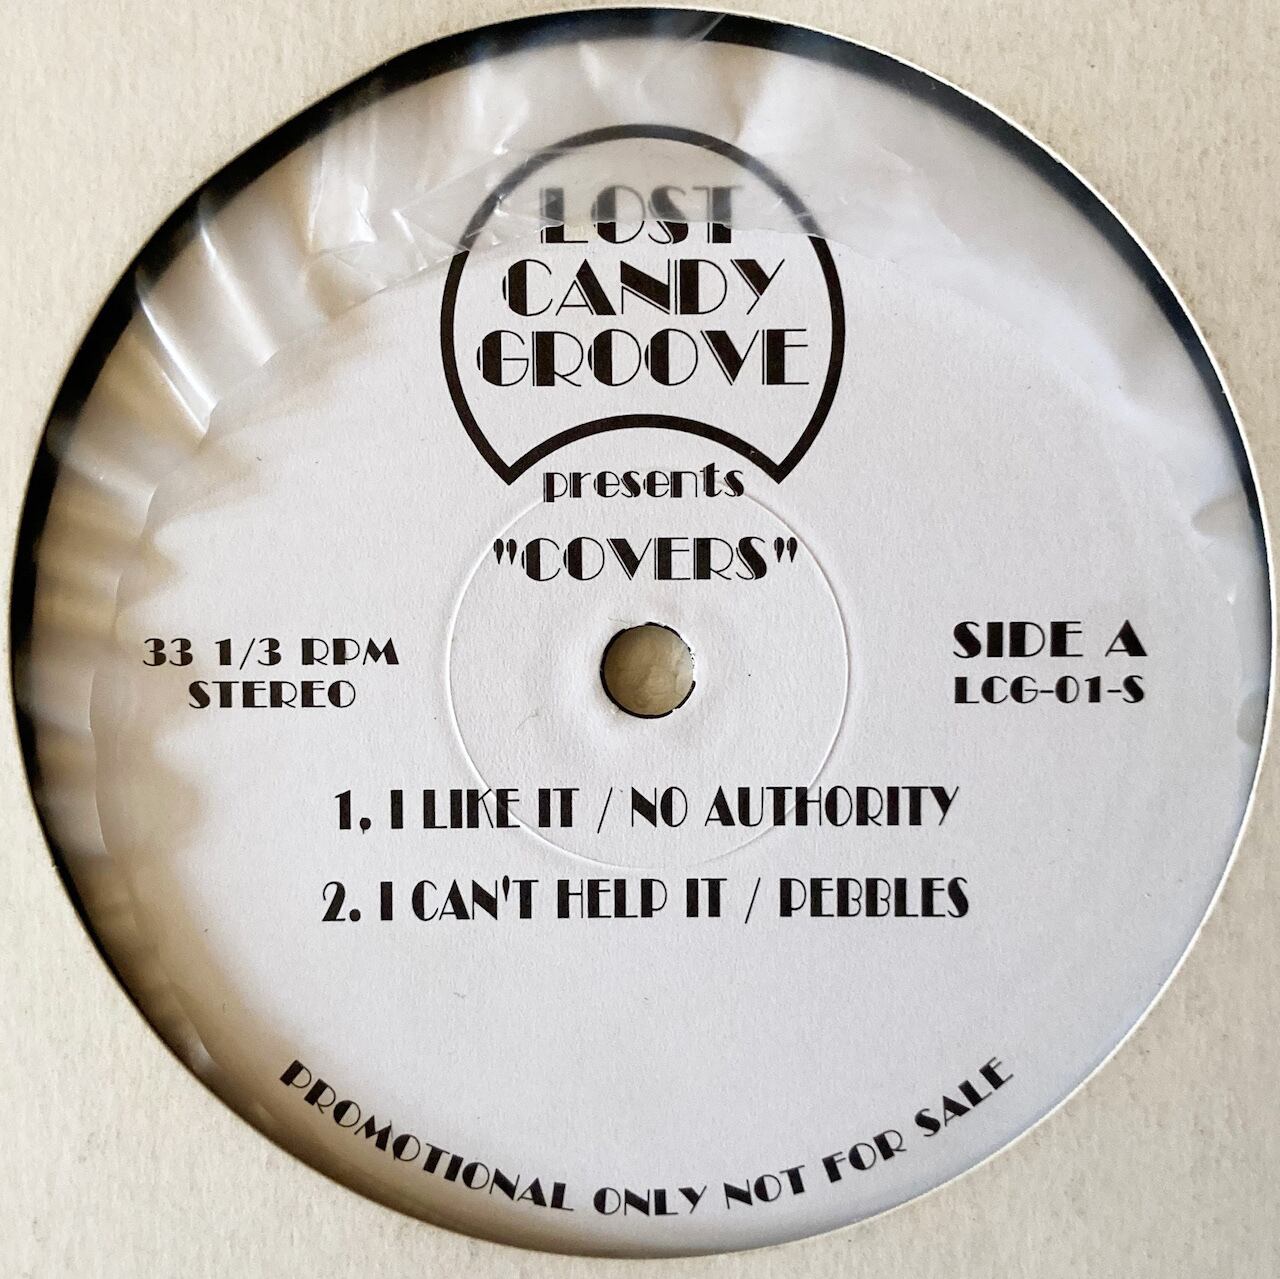 LOST
CANDY
GROOVE
presents
"COVERS"
33 1/3 RPM
STEREO
SIDE A
LCG-01-S
1. I LIKE IT / NO AUTHORITY
2. I CAN'T HELP IT / PEBBLES
PROMOTIONAL ONLY NOT FOR SALE